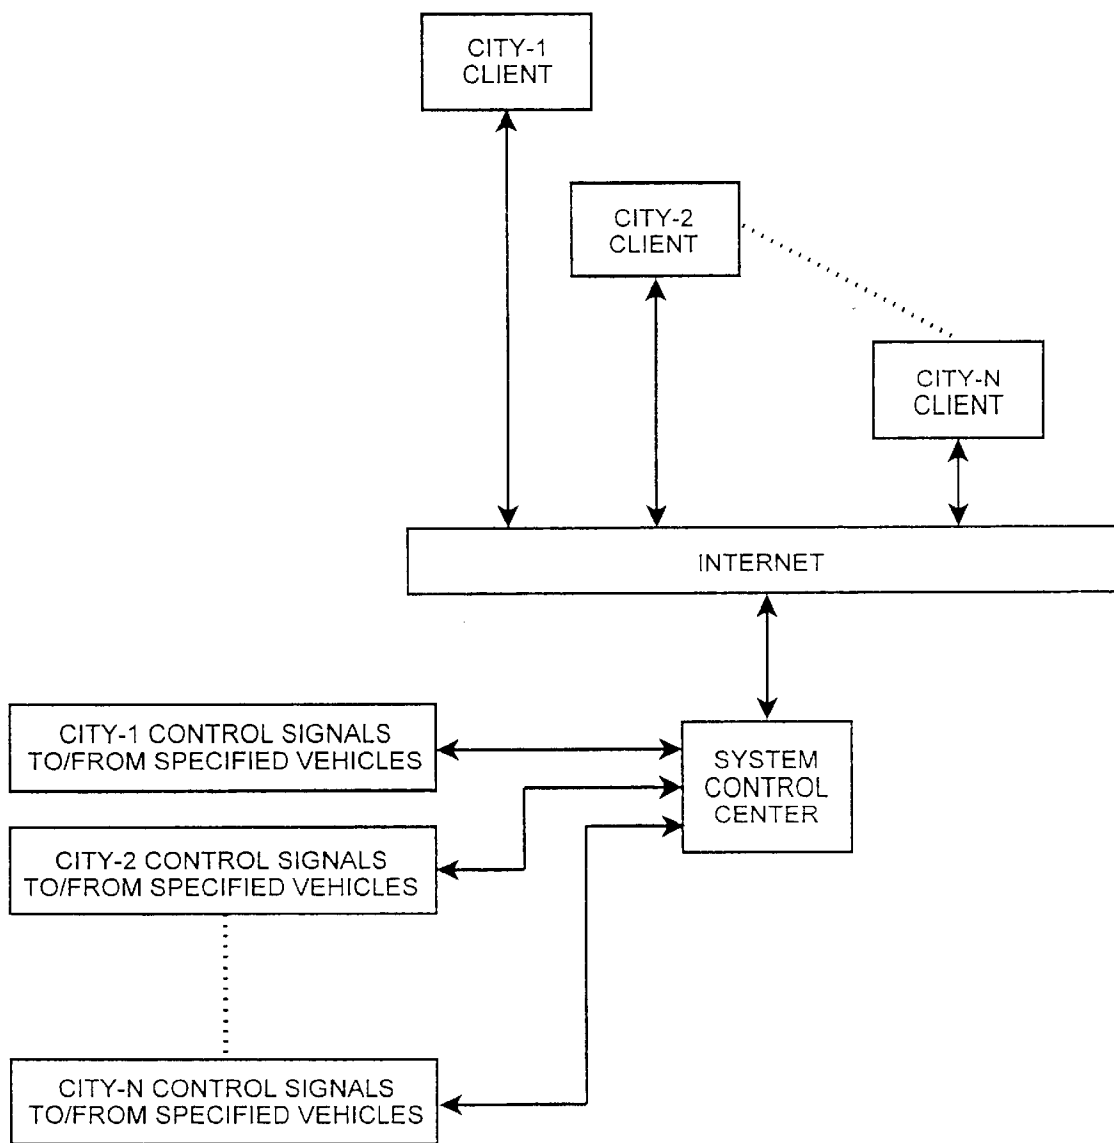 CITY-1
CLIENT
CITY-2
CLIENT
CITY-N
CLIENT
INTERNET
CITY-1 CONTROL SIGNALS
TO/FROM SPECIFIED VEHICLES
SYSTEM
CONTROL
CENTER
CITY-2 CONTROL SIGNALS
TO/FROM SPECIFIED VEHICLES
CITY-N CONTROL SIGNALS
TO/FROM SPECIFIED VEHICLES